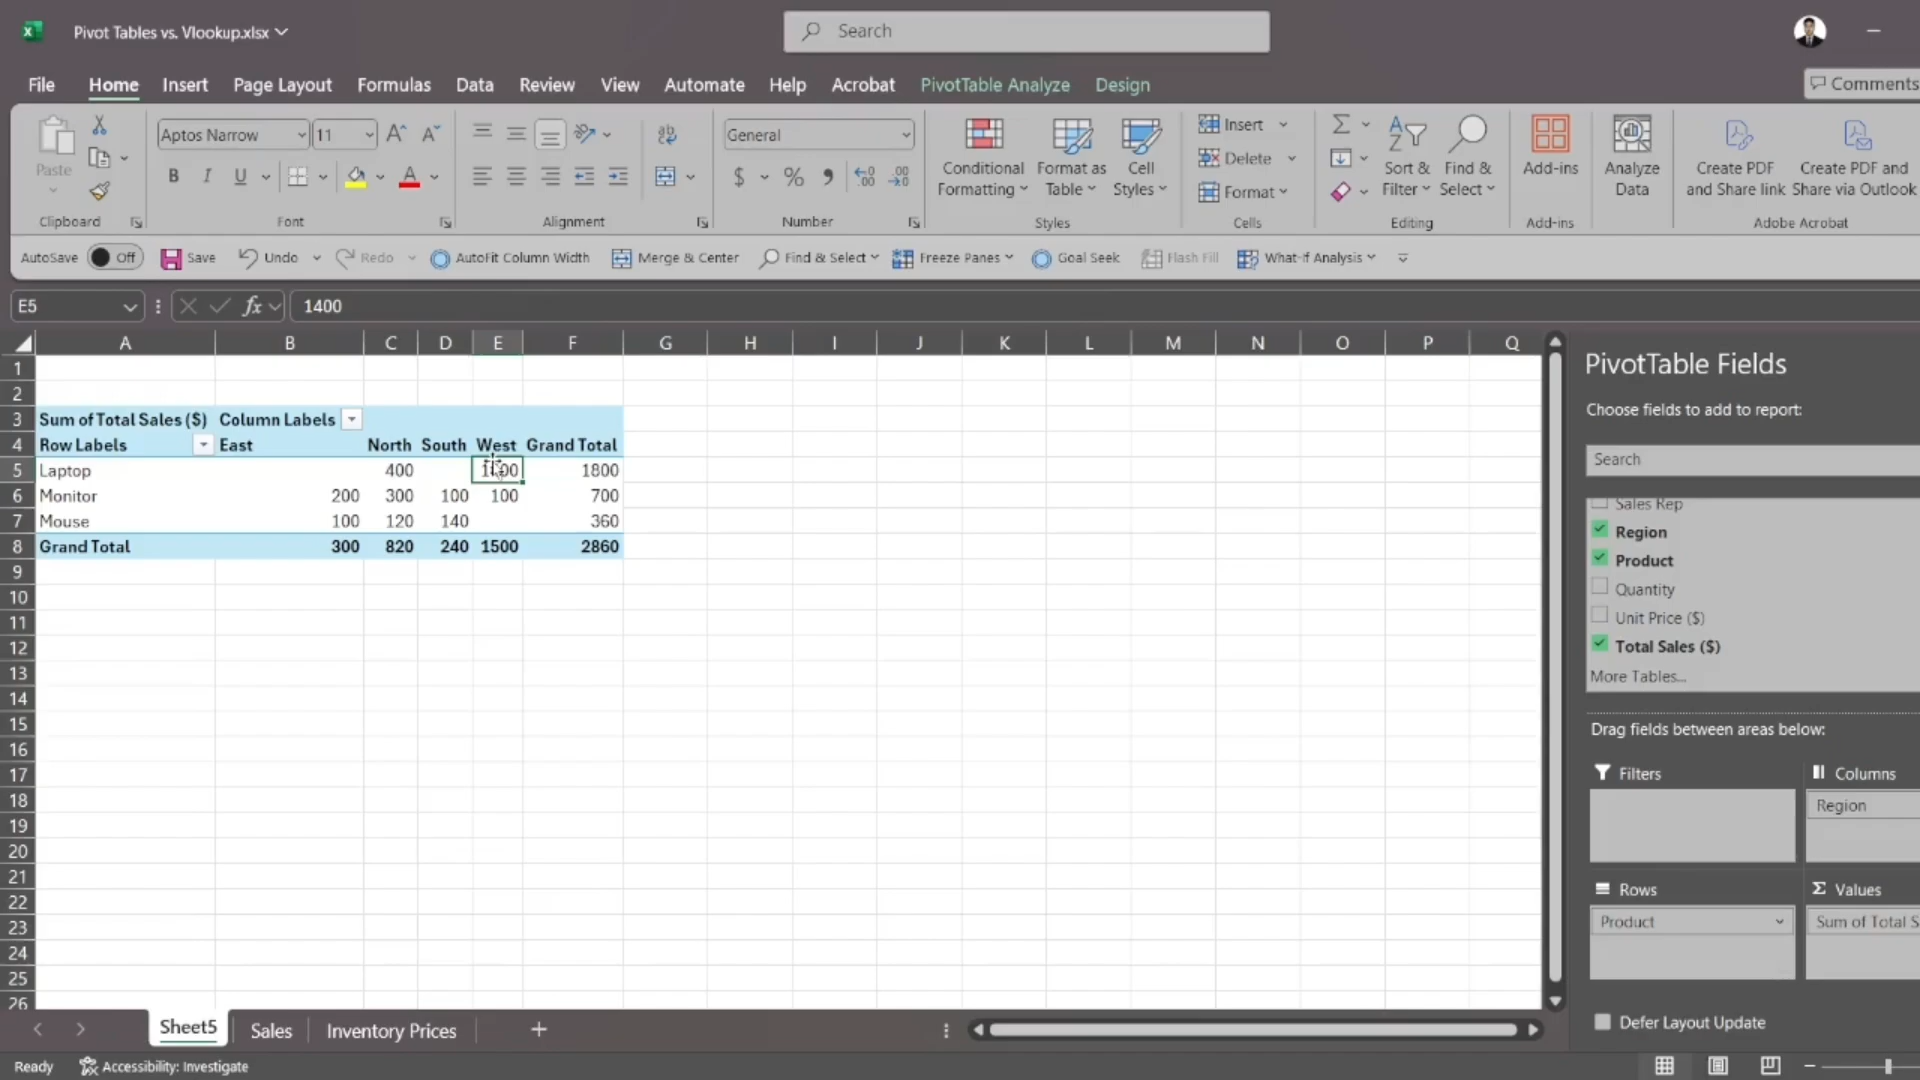 Pivot Tables vs. Vlookup.xlsx
Search
File Home Insert Page Layout Formulas Data Review View Automate Help Acrobat PivotTable Analyze Design
Comments
Paste
Clipboard
Aptos Narrow 11
B I U
Font
Alignment
General
$ % ,
Number
Conditional Formatting
Format as Table
Cell Styles
Styles
Insert
Delete
Format
Cells
Sort & Filter
Find & Select
Editing
Add-ins
Add-ins
Analyze Data
Create PDF and Share link
Create PDF and Share via Outlook
Adobe Acrobat
AutoSave Off Save Undo Redo AutoFit Column Width Merge & Center Find & Select Freeze Panes Goal Seek Flash Fill What-If Analysis
E5 fx 1400
A B C D E F G H I J K L M N O P Q
1
2
3 Sum of Total Sales ($) Column Labels
4 Row Labels East North South West Grand Total
5 Laptop 400 1800
6 Monitor 200 300 100 100 700
7 Mouse 100 120 140 360
8 Grand Total 300 820 240 1500 2860
9
10
11
12
13
14
15
16
17
18
19
20
21
22
23
24
25
26
PivotTable Fields
Choose fields to add to report:
Search
Sales Rep
Region
Product
Quantity
Unit Price ($)
Total Sales ($)
More Tables...
Drag fields between areas below:
Filters
Columns
Region
Rows
Product
Σ Values
Sum of Total S
Defer Layout Update
Sheet5 Sales Inventory Prices
Ready Accessibility: Investigate